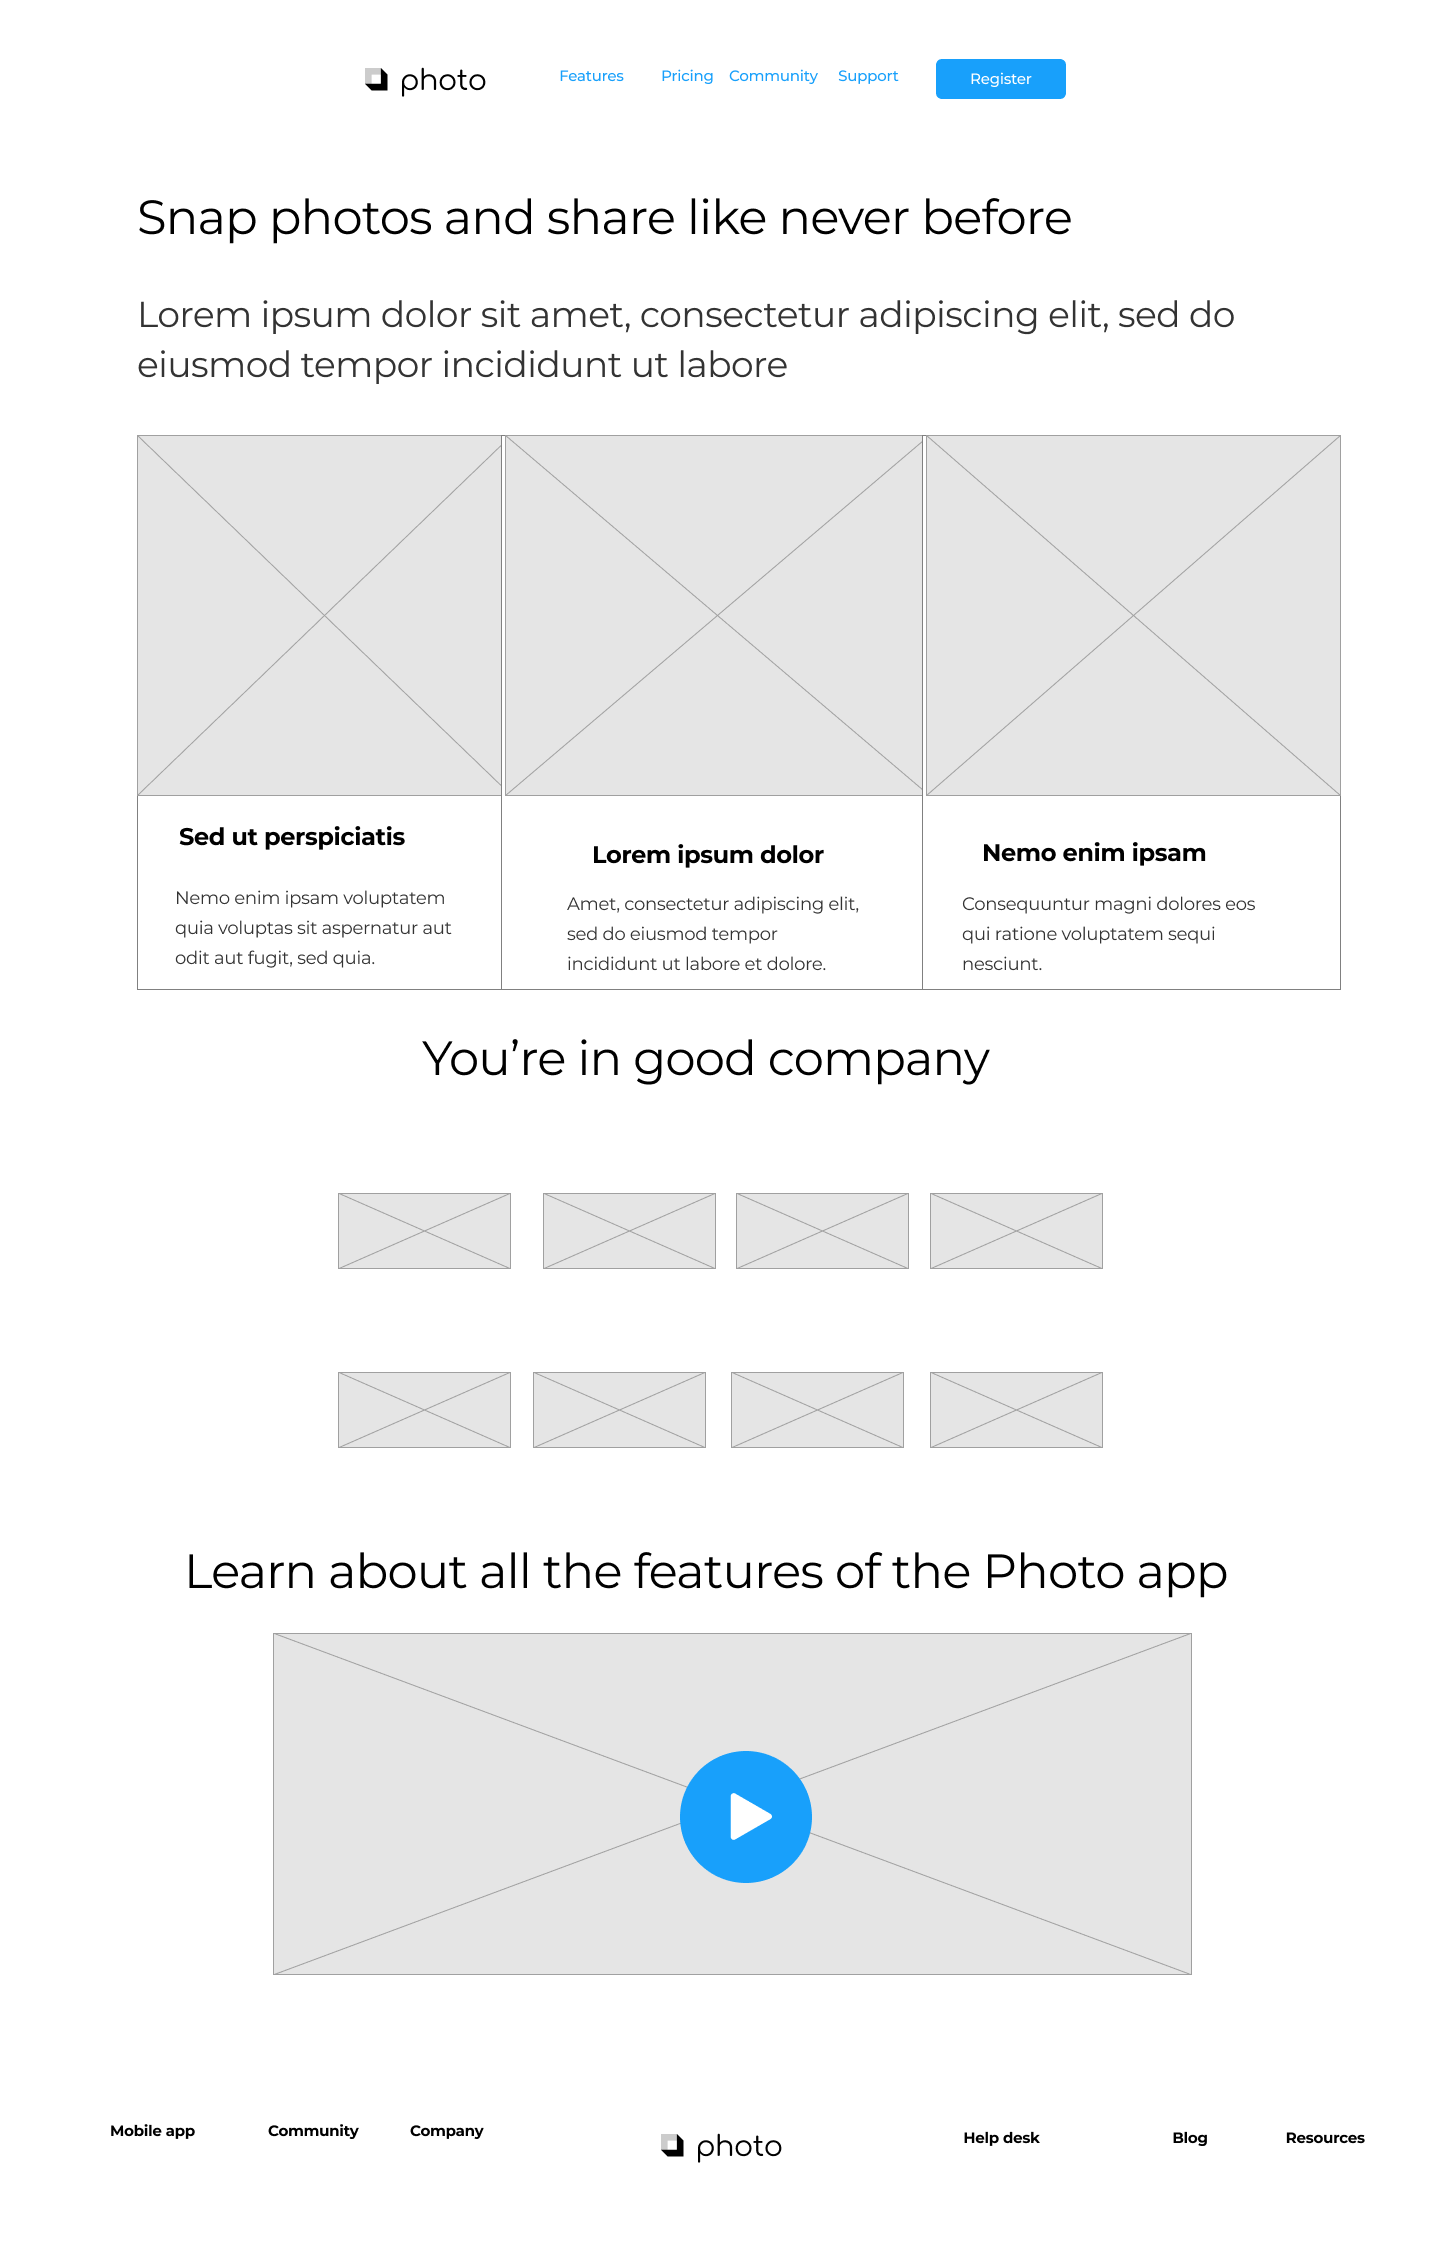 photo
Features
Pricing
Community
Support
Register
Snap photos and share like never before
Lorem ipsum dolor sit amet, consectetur adipiscing elit, sed do
eiusmod tempor incididunt ut labore
Sed ut perspiciatis
Nemo enim ipsam voluptatem
quia voluptas sit aspernatur aut
odit aut fugit, sed quia.
Lorem ipsum dolor
Amet, consectetur adipiscing elit,
sed do eiusmod tempor
incididunt ut labore et dolore.
Nemo enim ipsam
Consequuntur magni dolores eos
qui ratione voluptatem sequi
nesciunt.
You’re in good company
Learn about all the features of the Photo app
Mobile app
Community
Company
photo
Help desk
Blog
Resources